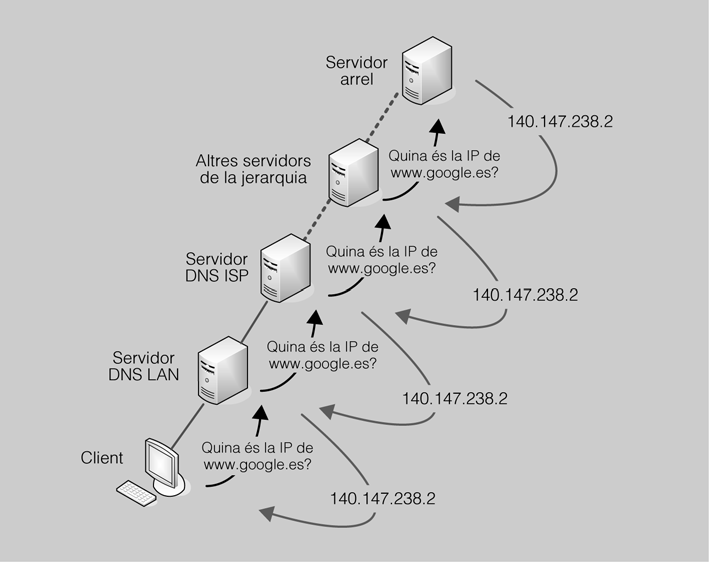 Servidor
arrel
140.147.238.2
Quina és la IP de
www.google.es?
Altres servidors
de la jerarquia
Quina és la IP de
www.google.es?
Servidor
DNS ISP
140.147.238.2
Quina és la IP de
www.google.es?
Servidor
DNS LAN
140.147.238.2
Quina és la IP de
www.google.es?
Client
140.147.238.2